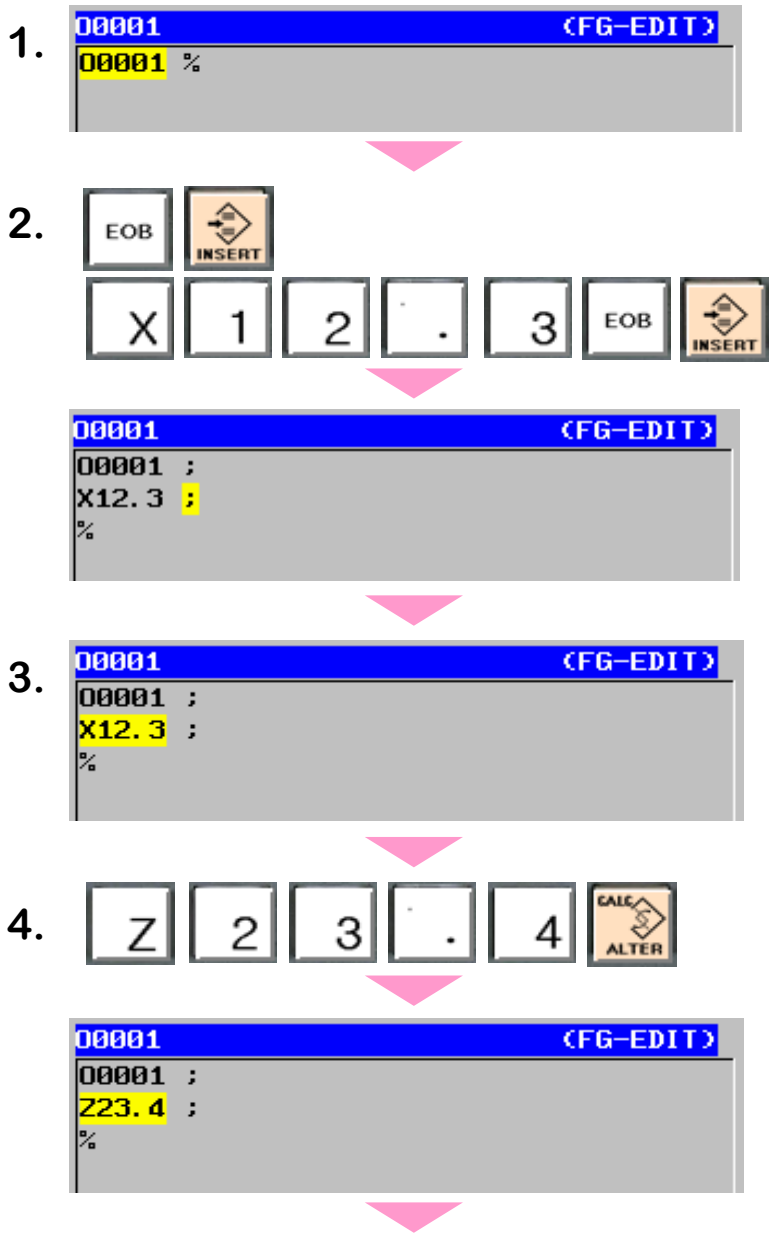 1.
O0001 (FG-EDIT)
O0001 %
2.
EOB INSERT
X 1 2 . 3 EOB INSERT
O0001 (FG-EDIT)
O0001 ;
X12.3 ;
%
3.
O0001 (FG-EDIT)
O0001 ;
X12.3 ;
%
4.
Z 2 3 . 4 CALC ALTER
O0001 (FG-EDIT)
O0001 ;
Z23.4 ;
%